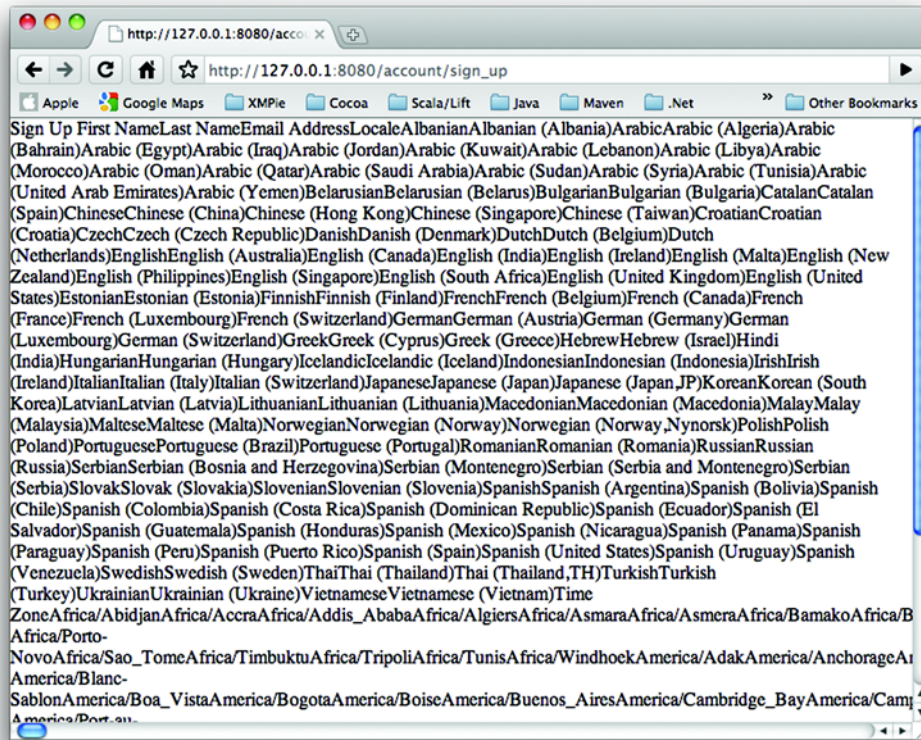 http://127.0.0.1:8080/acco
http://127.0.0.1:8080/account/sign_up
Apple Google Maps XMPie Cocoa Scala/Lift Java Maven .Net » Other Bookmarks
Sign Up First NameLast NameEmail AddressLocaleAlbanianAlbanian (Albania)ArabicArabic (Algeria)Arabic
(Bahrain)Arabic (Egypt)Arabic (Iraq)Arabic (Jordan)Arabic (Kuwait)Arabic (Lebanon)Arabic (Libya)Arabic
(Morocco)Arabic (Oman)Arabic (Qatar)Arabic (Saudi Arabia)Arabic (Sudan)Arabic (Syria)Arabic (Tunisia)Arabic
(United Arab Emirates)Arabic (Yemen)BelarusianBelarusian (Belarus)BulgarianBulgarian (Bulgaria)CatalanCatalan
(Spain)ChineseChinese (China)Chinese (Hong Kong)Chinese (Singapore)Chinese (Taiwan)CroatianCroatian
(Croatia)CzechCzech (Czech Republic)DanishDanish (Denmark)DutchDutch (Belgium)Dutch
(Netherlands)EnglishEnglish (Australia)English (Canada)English (India)English (Ireland)English (Malta)English (New
Zealand)English (Philippines)English (Singapore)English (South Africa)English (United Kingdom)English (United
States)EstonianEstonian (Estonia)FinnishFinnish (Finland)FrenchFrench (Belgium)French (Canada)French
(France)French (Luxembourg)French (Switzerland)GermanGerman (Austria)German (Germany)German
(Luxembourg)German (Switzerland)GreekGreek (Cyprus)Greek (Greece)HebrewHebrew (Israel)Hindi
(India)HungarianHungarian (Hungary)IcelandicIcelandic (Iceland)IndonesianIndonesian (Indonesia)IrishIrish
(Ireland)ItalianItalian (Italy)Italian (Switzerland)JapaneseJapanese (Japan)Japanese (Japan,JP)KoreanKorean (South
Korea)LatvianLatvian (Latvia)LithuanianLithuanian (Lithuania)MacedonianMacedonian (Macedonia)MalayMalay
(Malaysia)MalteseMaltese (Malta)NorwegianNorwegian (Norway)Norwegian (Norway,Nynorsk)PolishPolish
(Poland)PortuguesePortuguese (Brazil)Portuguese (Portugal)RomanianRomanian (Romania)RussianRussian
(Russia)SerbianSerbian (Bosnia and Herzegovina)Serbian (Montenegro)Serbian (Serbia and Montenegro)Serbian
(Serbia)SlovakSlovak (Slovakia)SlovenianSlovenian (Slovenia)SpanishSpanish (Argentina)Spanish (Bolivia)Spanish
(Chile)Spanish (Colombia)Spanish (Costa Rica)Spanish (Dominican Republic)Spanish (Ecuador)Spanish (El
Salvador)Spanish (Guatemala)Spanish (Honduras)Spanish (Mexico)Spanish (Nicaragua)Spanish (Panama)Spanish
(Paraguay)Spanish (Peru)Spanish (Puerto Rico)Spanish (Spain)Spanish (United States)Spanish (Uruguay)Spanish
(Venezuela)SwedishSwedish (Sweden)ThaiThai (Thailand)Thai (Thailand,TH)TurkishTurkish
(Turkey)UkrainianUkrainian (Ukraine)VietnameseVietnamese (Vietnam)Time
ZoneAfrica/AbidjanAfrica/AccraAfrica/Addis_AbabaAfrica/AlgiersAfrica/AsmaraAfrica/AsmeraAfrica/BamakoAfrica/B
Africa/Porto-
NovoAfrica/Sao_TomeAfrica/TimbuktuAfrica/TripoliAfrica/TunisAfrica/WindhoekAmerica/AdakAmerica/AnchorageAm
America/Blanc-
SablonAmerica/Boa_VistaAmerica/BogotaAmerica/BoiseAmerica/Buenos_AiresAmerica/Cambridge_BayAmerica/Camp
America/Port-au-